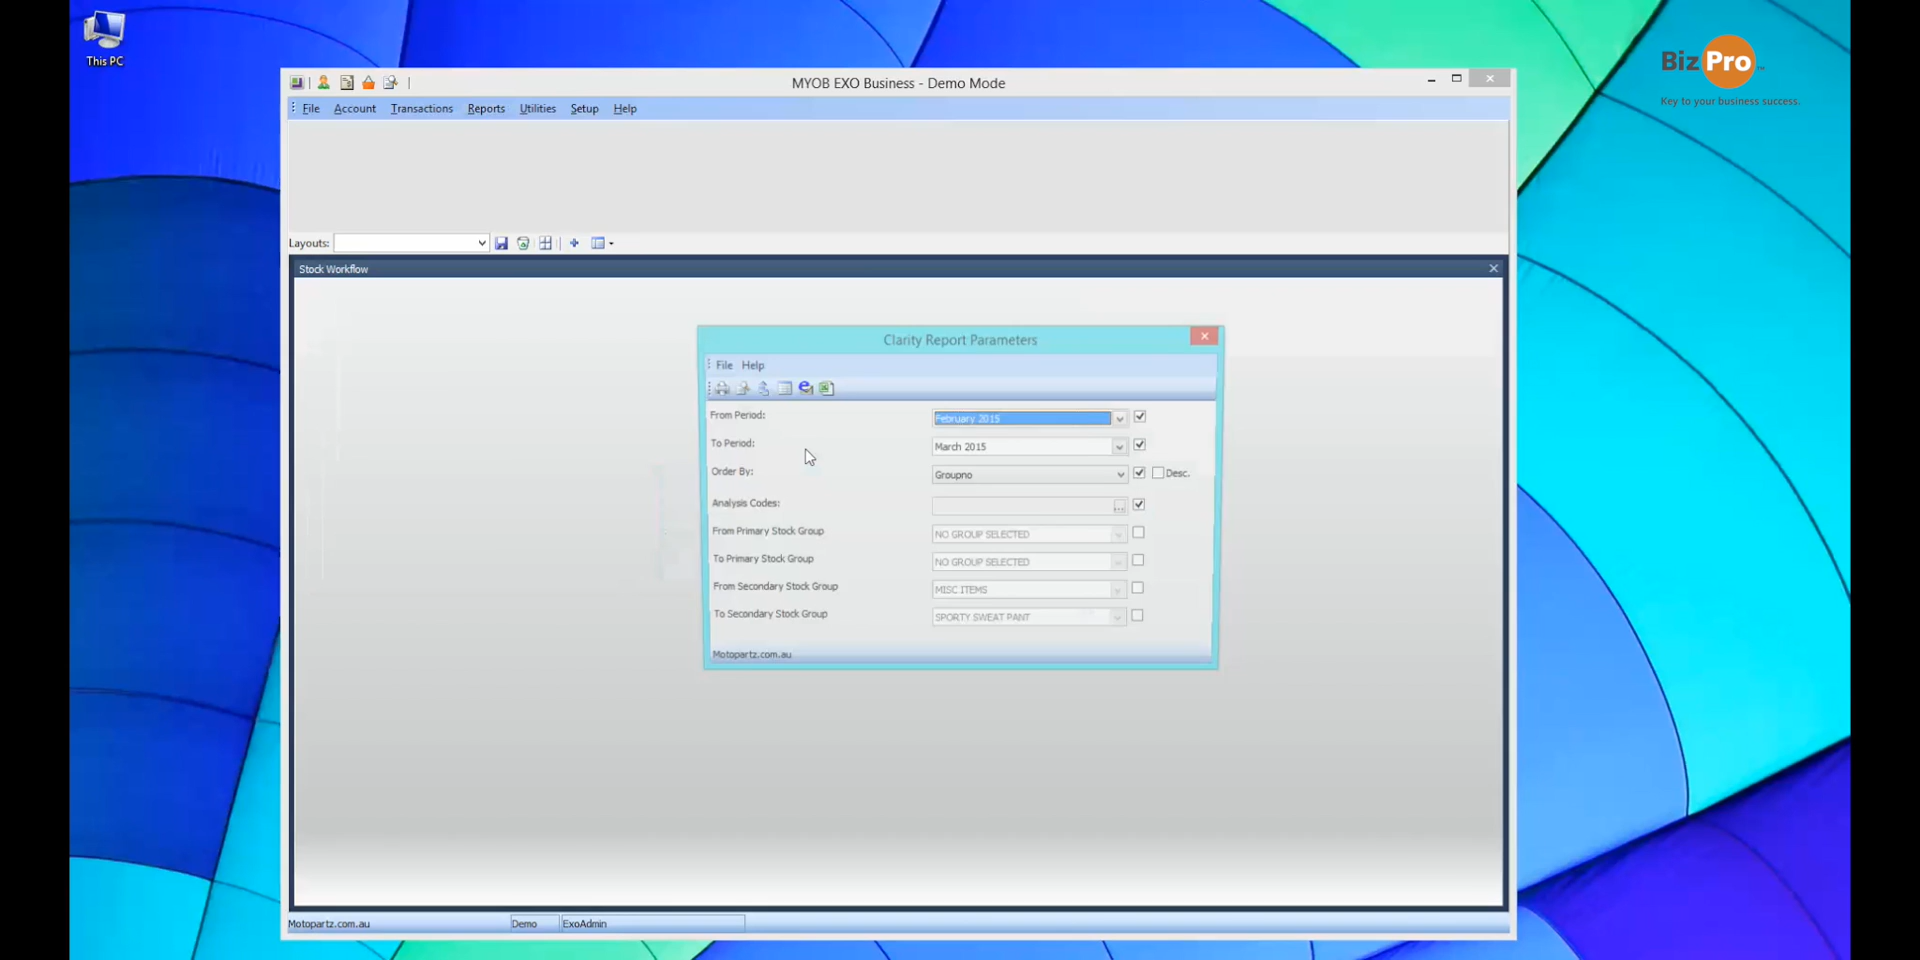 This PC
BizPro™
Key to your business success.
MYOB EXO Business - Demo Mode
File Account Transactions Reports Utilities Setup Help
Layouts:
Stock Workflow
Clarity Report Parameters
File Help
From Period: February 2015
To Period: March 2015
Order By: Groupno Desc.
Analysis Codes: ...
From Primary Stock Group NO GROUP SELECTED
To Primary Stock Group NO GROUP SELECTED
From Secondary Stock Group MISC ITEMS
To Secondary Stock Group SPORTY SWEAT PANT
Motopartz.com.au
Motopartz.com.au Demo ExoAdmin